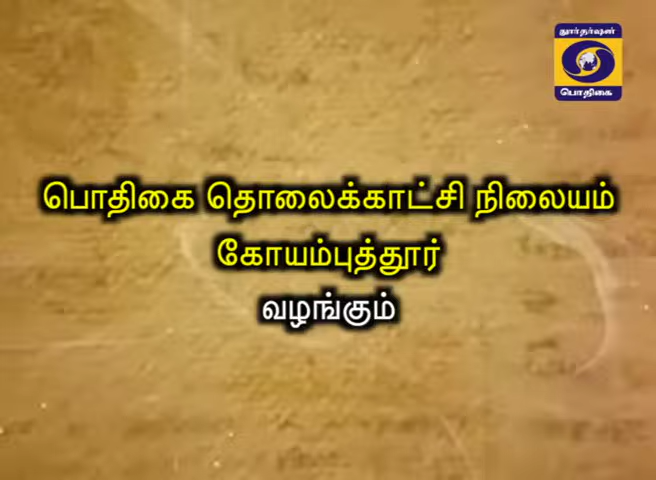 தூர்தர்ஷன்
பொதிகை
பொதிகை தொலைக்காட்சி நிலையம்
கோயம்புத்தூர்
வழங்கும்